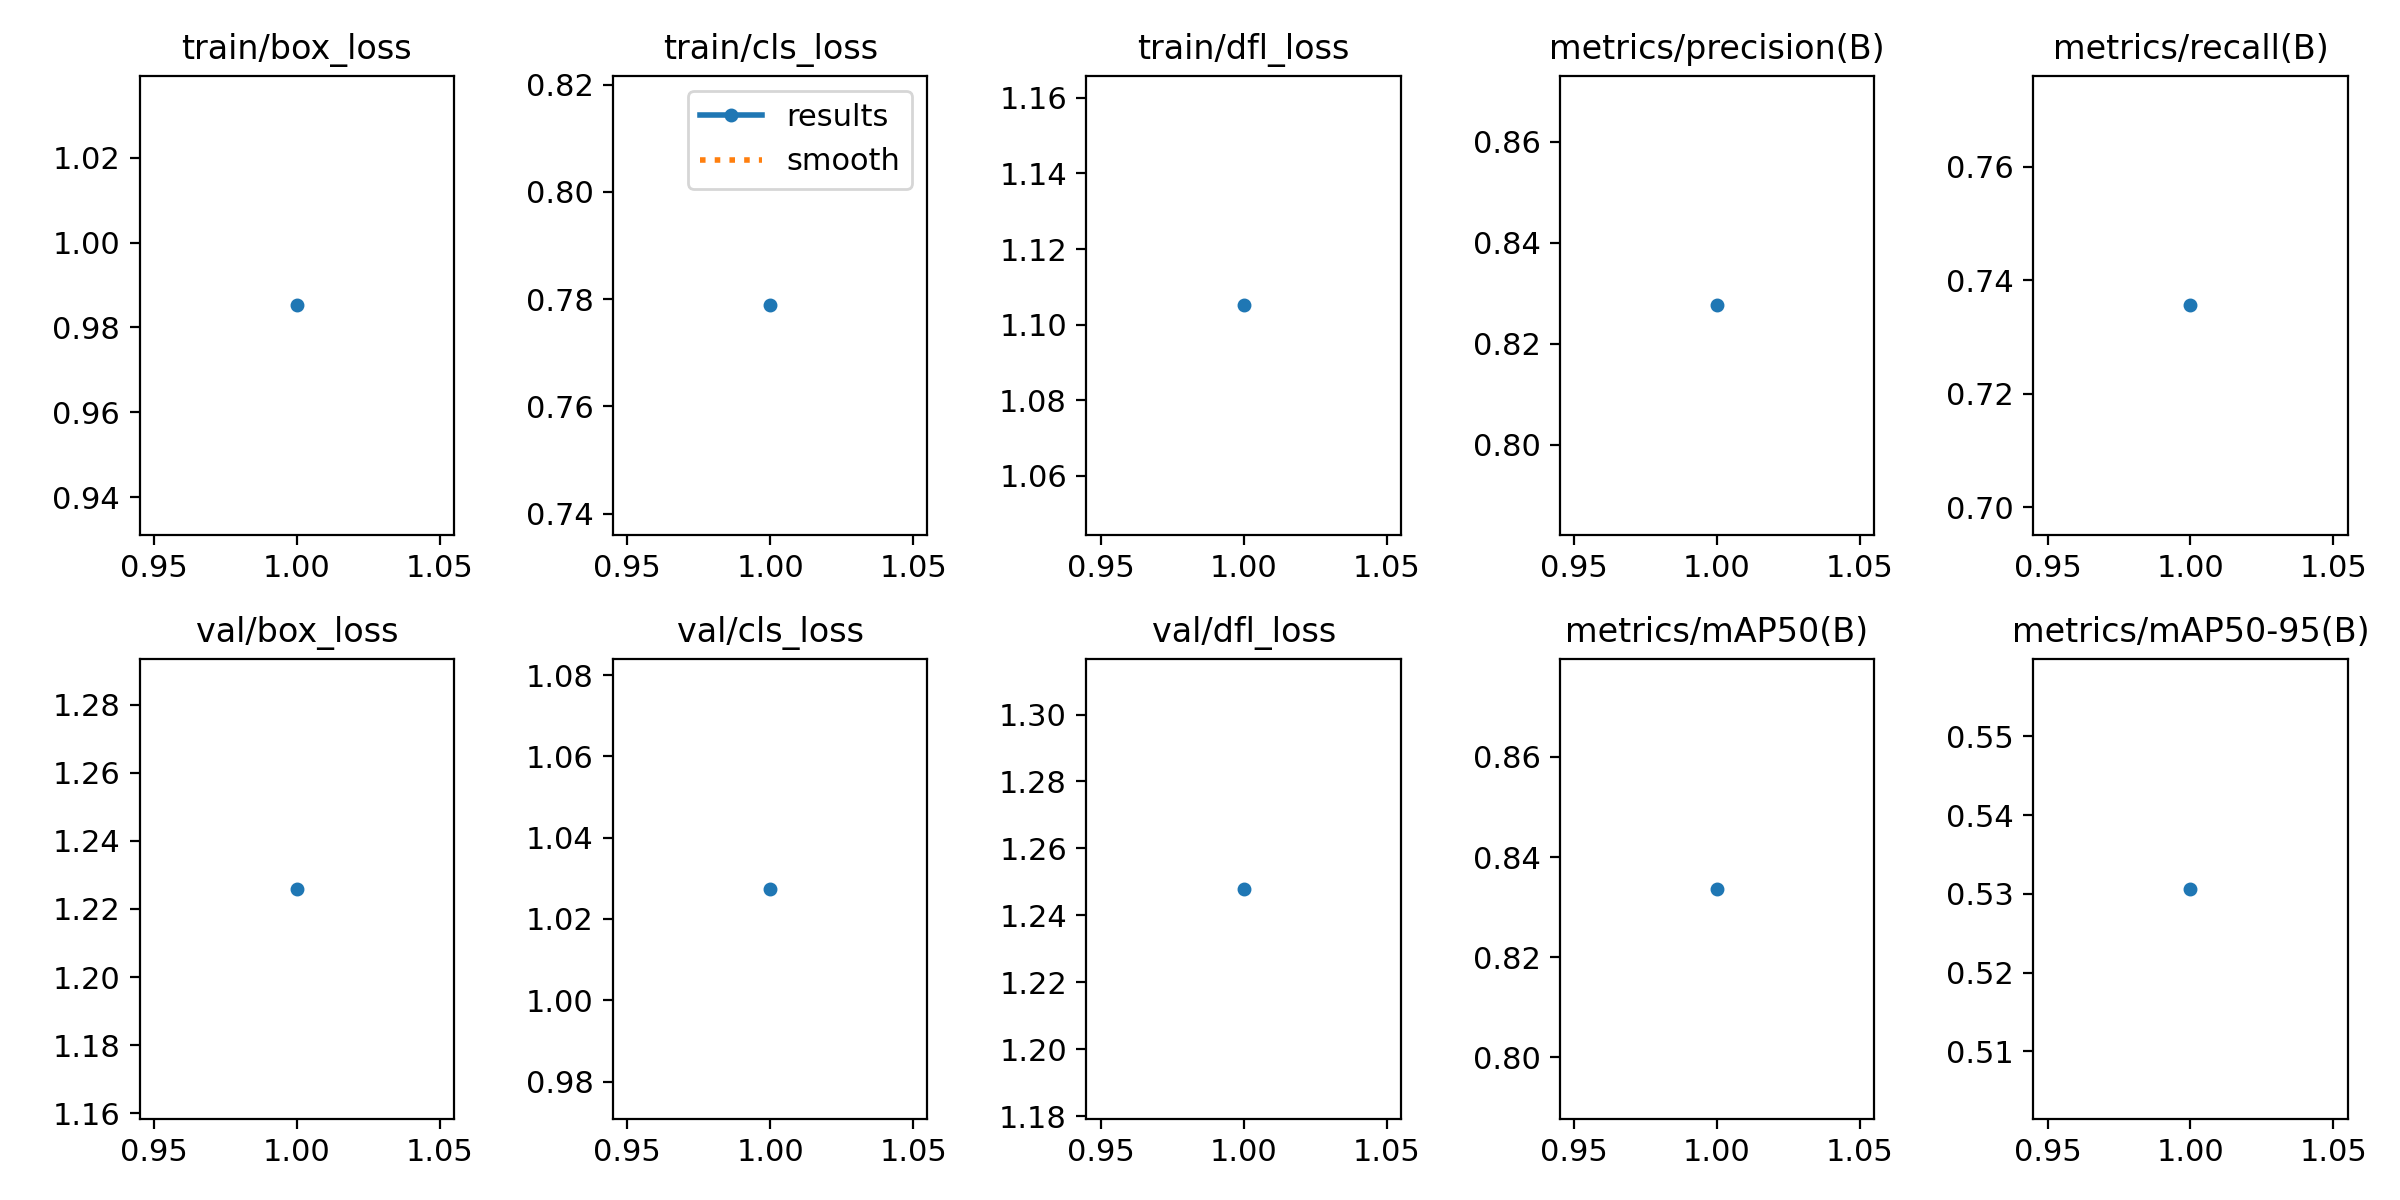 train/box_loss
1.02
1.00
0.98
0.96
0.94
0.95 1.00 1.05
train/cls_loss
results
smooth
0.82
0.80
0.78
0.76
0.74
0.95 1.00 1.05
train/dfl_loss
1.16
1.14
1.12
1.10
1.08
1.06
0.95 1.00 1.05
metrics/precision(B)
0.86
0.84
0.82
0.80
0.95 1.00 1.05
metrics/recall(B)
0.76
0.74
0.72
0.70
0.95 1.00 1.05
val/box_loss
1.28
1.26
1.24
1.22
1.20
1.18
1.16
0.95 1.00 1.05
val/cls_loss
1.08
1.06
1.04
1.02
1.00
0.98
0.95 1.00 1.05
val/dfl_loss
1.30
1.28
1.26
1.24
1.22
1.20
1.18
0.95 1.00 1.05
metrics/mAP50(B)
0.86
0.84
0.82
0.80
0.95 1.00 1.05
metrics/mAP50-95(B)
0.55
0.54
0.53
0.52
0.51
0.95 1.00 1.05